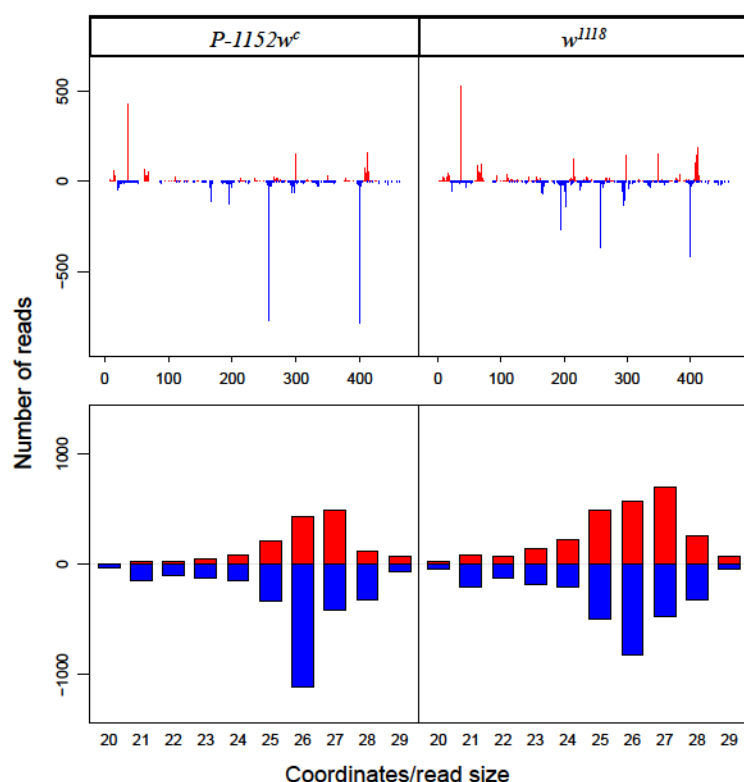 P-1152wᶜ w¹¹¹⁸
500
0
−500
0 100 200 300 400 0 100 200 300 400
Number of reads
1000
0
−1000
20 21 22 23 24 25 26 27 28 29 20 21 22 23 24 25 26 27 28 29
Coordinates/read size